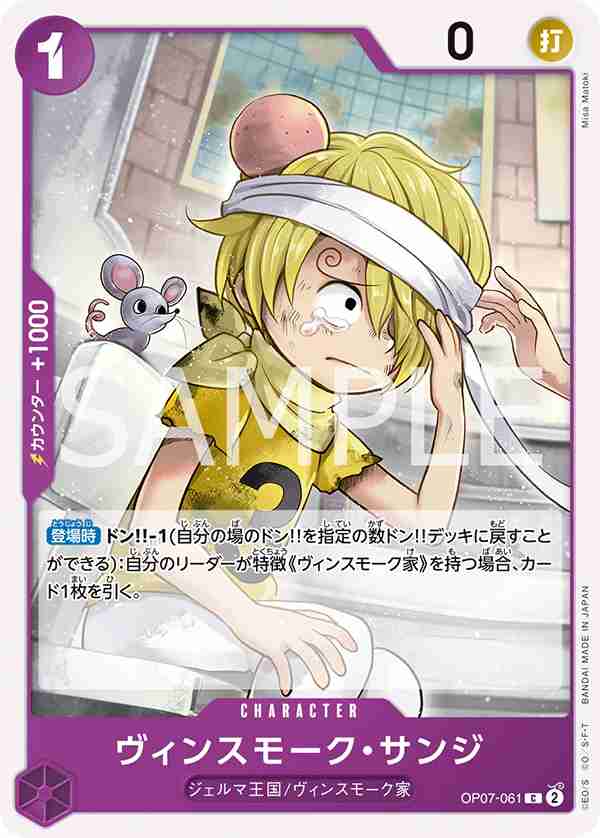 1
0
打
Misa Matoki
カウンター +1000
3
SAMPLE
登場時 ドン!!-1(自分の場のドン!!を指定の数ドン!!デッキに戻すこと
ができる):自分のリーダーが特徴《ヴィンスモーク家》を持つ場合、カー
ド1枚を引く。
CHARACTER
ヴィンスモーク・サンジ
ジェルマ王国/ヴィンスモーク家
OP07-061 C 2
©E.O/S. ©O./S.・F・T BANDAI MADE IN JAPAN